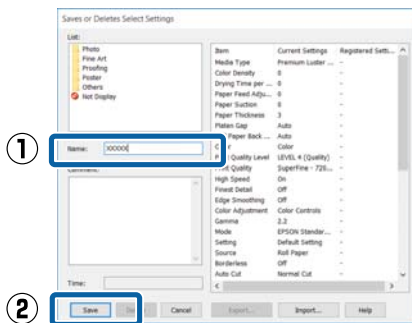 Saves or Deletes Select Settings
List:
Photo
Fine Art
Proofing
Poster
Others
Not Display
① Name: XXXXX
Comment:
Time:
Item Current Settings Registered Setti...
Media Type Premium Luster ... -
Color Density 0 -
Drying Time per ... 0 -
Paper Feed Adju... 0 -
Paper Suction 0 -
Paper Thickness 3 -
Platen Gap Auto -
Paper Back ... Auto -
Color -
Quality Level LEVEL 4 (Quality) -
Quality SuperFine - 720... -
High Speed On -
Finest Detail Off -
Edge Smoothing Off -
Color Adjustment Color Controls -
Gamma 2.2 -
Mode EPSON Standar... -
Setting Default Setting -
Source Roll Paper -
Borderless Off -
Auto Cut Normal Cut -
② Save Cancel Export... Import... Help